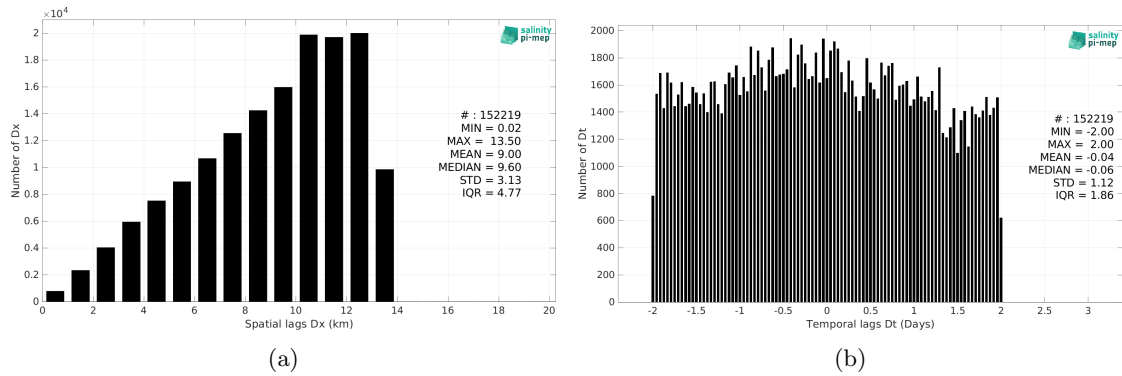 ×10⁴
2
1.8
1.6
1.4
1.2
1
0.8
0.6
0.4
0.2
0
Number of Dx
0 2 4 6 8 10 12 14 16 18 20
Spatial lags Dx (km)
salinity
pi-mep
# : 152219
MIN = 0.02
MAX = 13.50
MEAN = 9.00
MEDIAN = 9.60
STD = 3.13
IQR = 4.77
(a)
2000
1800
1600
1400
1200
1000
800
600
400
200
0
Number of Dt
-2 -1.5 -1 -0.5 0 0.5 1 1.5 2 2.5 3
Temporal lags Dt (Days)
salinity
pi-mep
# : 152219
MIN = -2.00
MAX = 2.00
MEAN = -0.04
MEDIAN = -0.06
STD = 1.12
IQR = 1.86
(b)